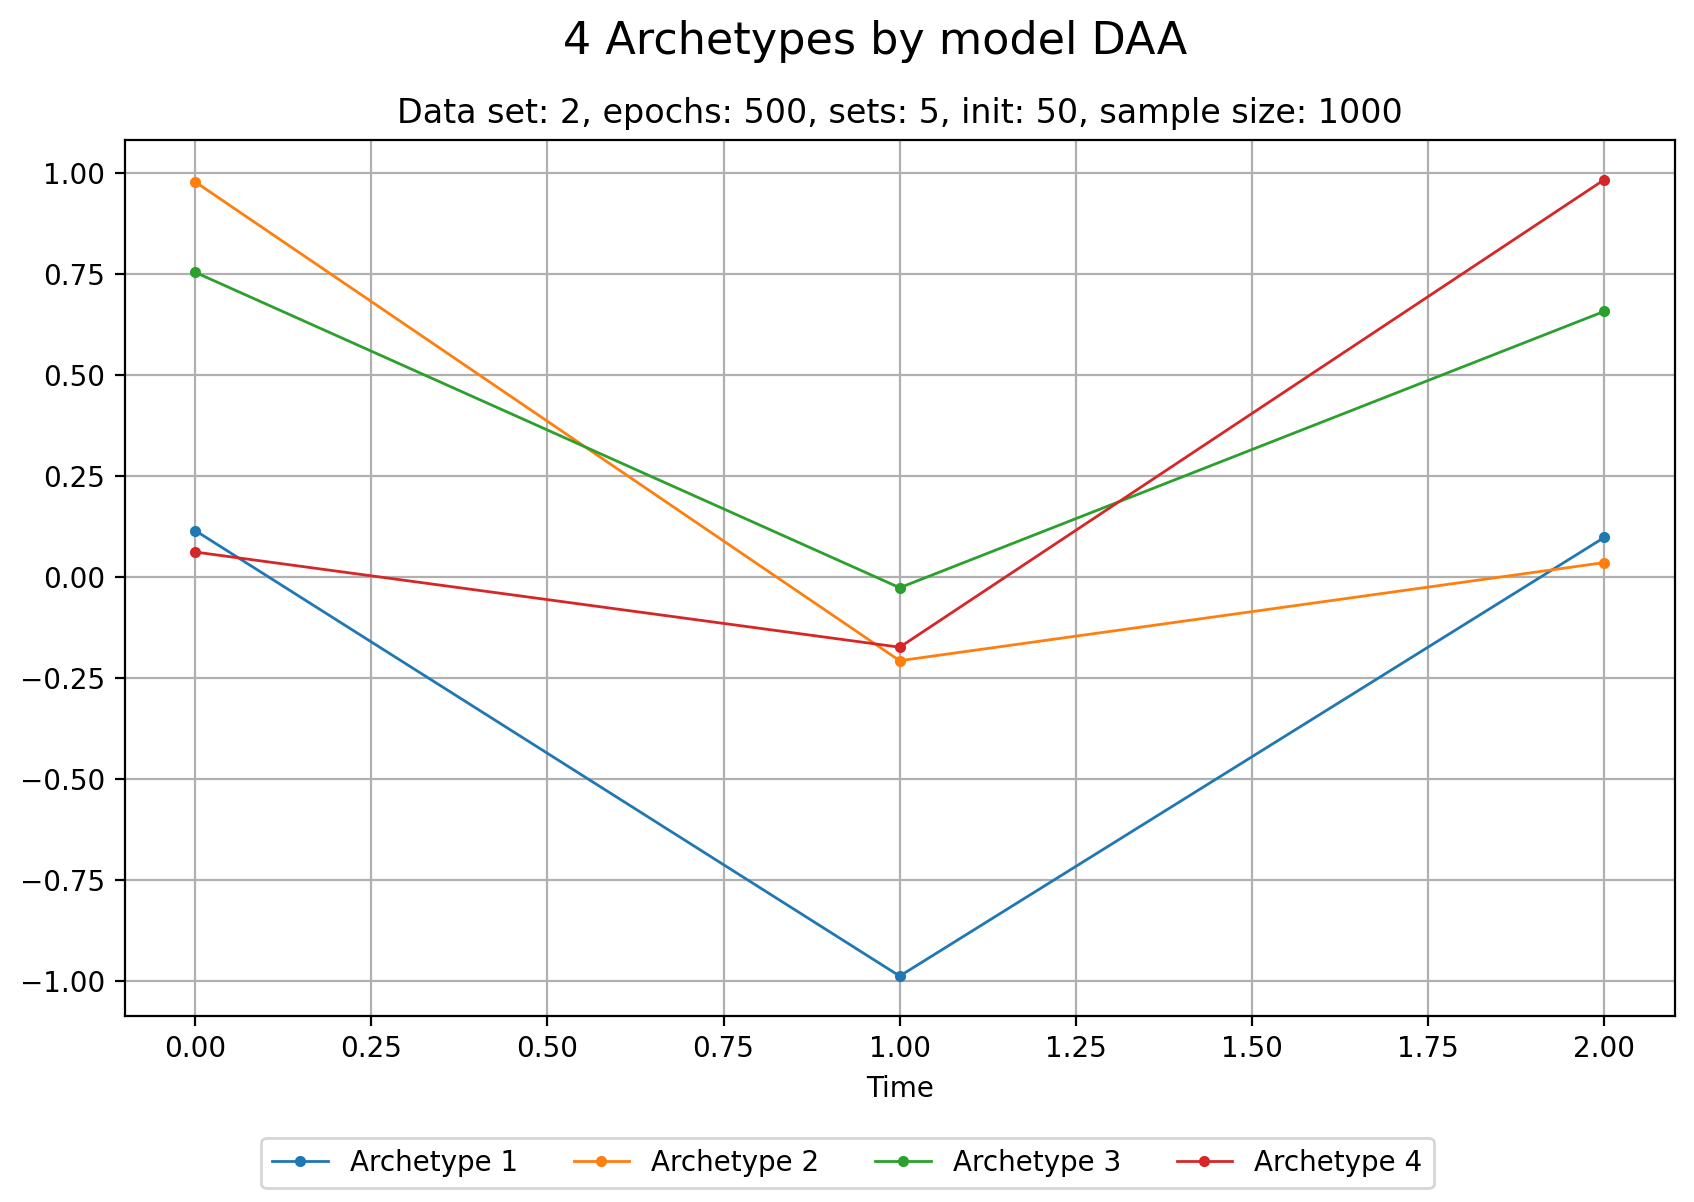 4 Archetypes by model DAA
Data set: 2, epochs: 500, sets: 5, init: 50, sample size: 1000
1.00
0.75
0.50
0.25
0.00
−0.25
−0.50
−0.75
−1.00
0.00 0.25 0.50 0.75 1.00 1.25 1.50 1.75 2.00
Time
Archetype 1 Archetype 2 Archetype 3 Archetype 4